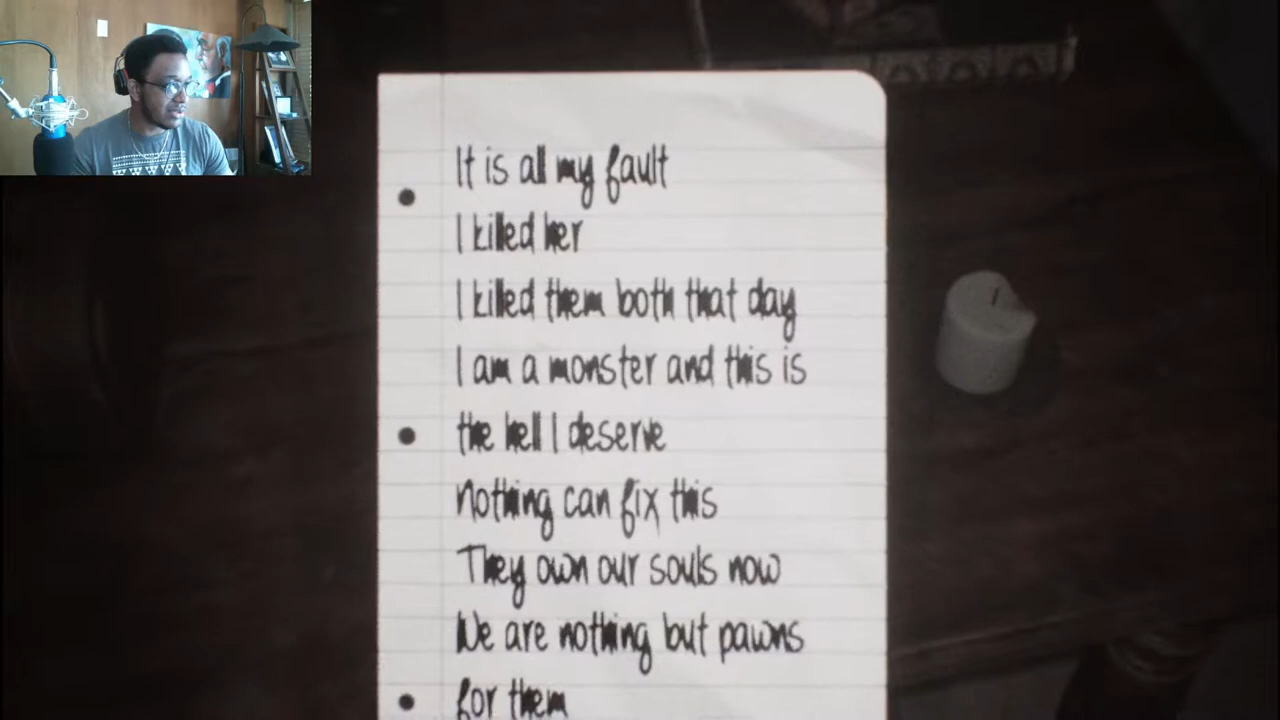 It is all my fault
I killed her
I killed them both that day
I am a monster and this is
the hell I deserve
Nothing can fix this
They own our souls now
We are nothing but pawns
for them